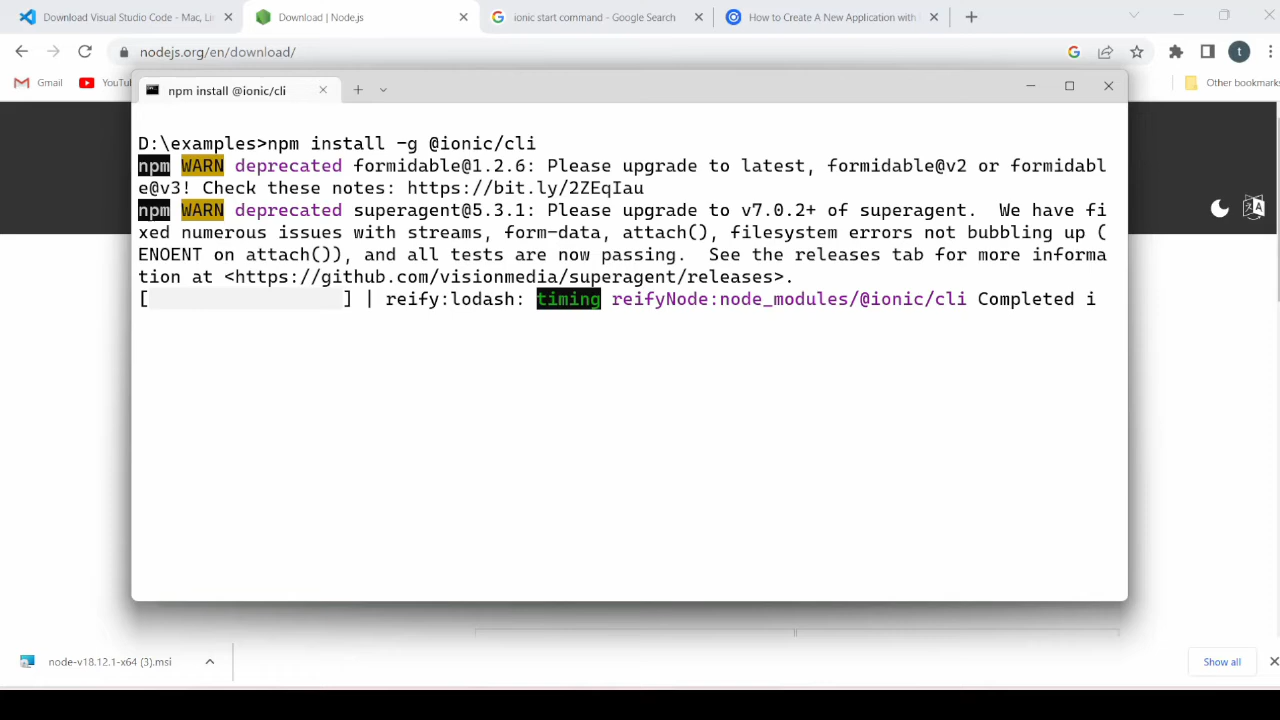 Download Visual Studio Code - Mac, Lin
Download | Node.js
ionic start command - Google Search
How to Create A New Application with
nodejs.org/en/download/
Gmail
YouTub
Other bookmarks
npm install @ionic/cli
D:\examples>npm install -g @ionic/cli
npm WARN deprecated formidable@1.2.6: Please upgrade to latest, formidable@v2 or formidabl
e@v3! Check these notes: https://bit.ly/2ZEqIau
npm WARN deprecated superagent@5.3.1: Please upgrade to v7.0.2+ of superagent.  We have fi
xed numerous issues with streams, form-data, attach(), filesystem errors not bubbling up (
ENOENT on attach()), and all tests are now passing.  See the releases tab for more informa
tion at <https://github.com/visionmedia/superagent/releases>.
[                  ] | reify:lodash: timing reifyNode:node_modules/@ionic/cli Completed i
node-v18.12.1-x64 (3).msi
Show all